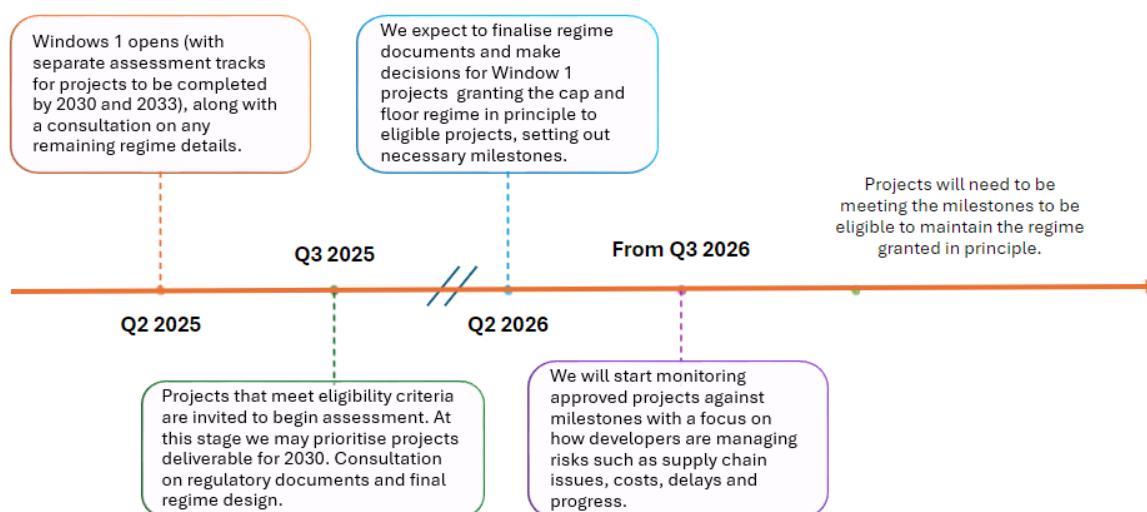 Windows 1 opens (with
separate assessment tracks
for projects to be completed
by 2030 and 2033), along with
a consultation on any
remaining regime details.
We expect to finalise regime
documents and make
decisions for Window 1
projects granting the cap and
floor regime in principle to
eligible projects, setting out
necessary milestones.
Projects will need to be
meeting the milestones to be
eligible to maintain the regime
granted in principle.
Q3 2025
From Q3 2026
Q2 2025
Q2 2026
Projects that meet eligibility criteria
are invited to begin assessment. At
this stage we may prioritise projects
deliverable for 2030. Consultation
on regulatory documents and final
regime design.
We will start monitoring
approved projects against
milestones with a focus on
how developers are managing
risks such as supply chain
issues, costs, delays and
progress.